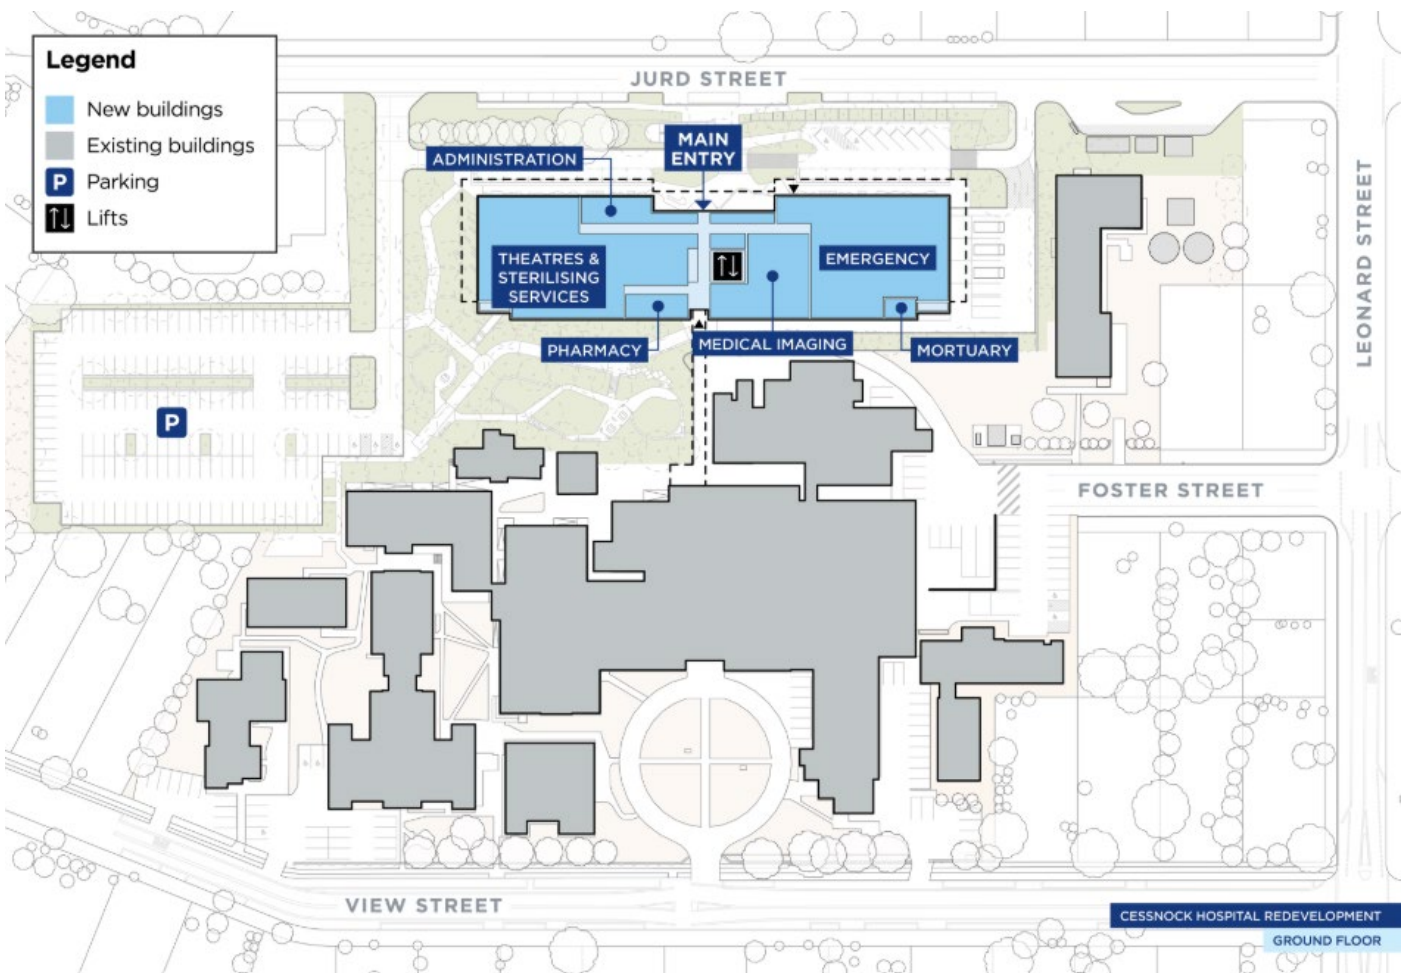 Legend
New buildings
Existing buildings
P Parking
Lifts
JURD STREET
MAIN
ENTRY
ADMINISTRATION
THEATRES &
STERILISING
SERVICES
EMERGENCY
PHARMACY
MEDICAL IMAGING
MORTUARY
P
LEONARD STREET
FOSTER STREET
VIEW STREET
CESSNOCK HOSPITAL REDEVELOPMENT
GROUND FLOOR